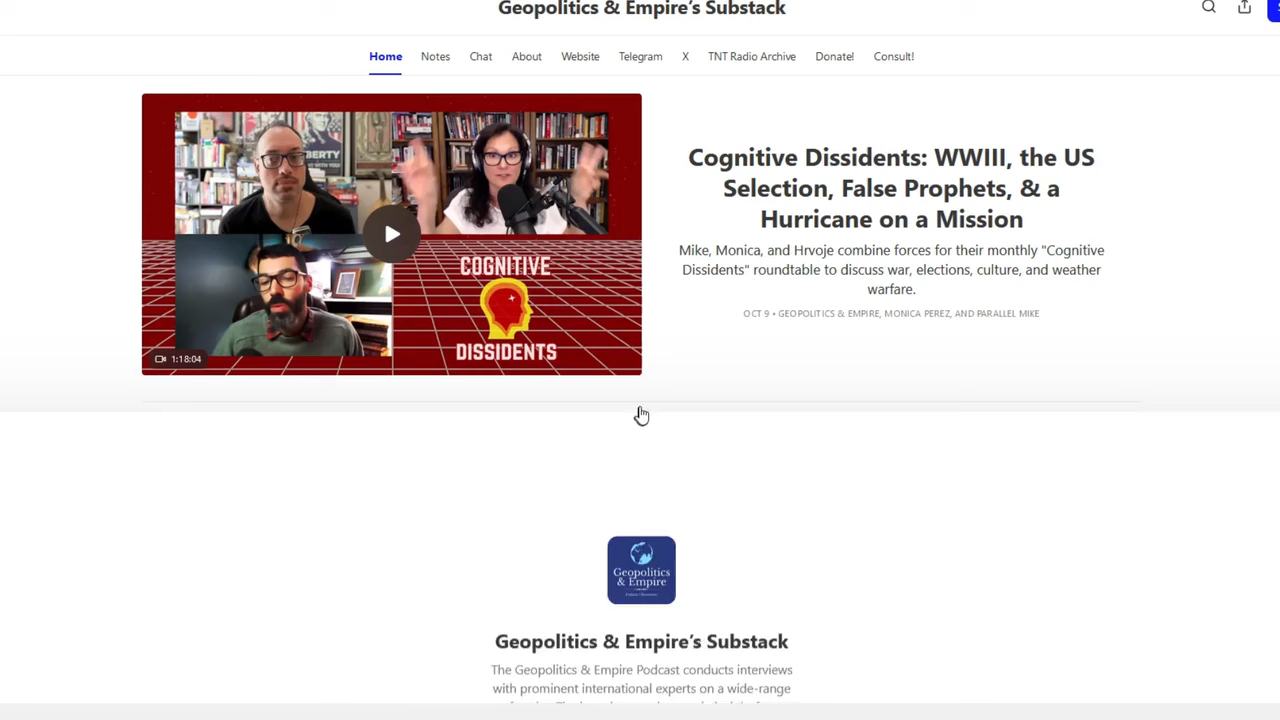 Geopolitics & Empire's Substack
Home Notes Chat About Website Telegram X TNT Radio Archive Donate! Consult!
LIBERTY
COGNITIVE
DISSIDENTS
1:18:04
Cognitive Dissidents: WWIII, the US
Selection, False Prophets, & a
Hurricane on a Mission
Mike, Monica, and Hrvoje combine forces for their monthly "Cognitive
Dissidents" roundtable to discuss war, elections, culture, and weather
warfare.
OCT 9 • GEOPOLITICS & EMPIRE, MONICA PEREZ, AND PARALLEL MIKE
Geopolitics
& Empire
Geopolitics & Empire's Substack
The Geopolitics & Empire Podcast conducts interviews
with prominent international experts on a wide-range